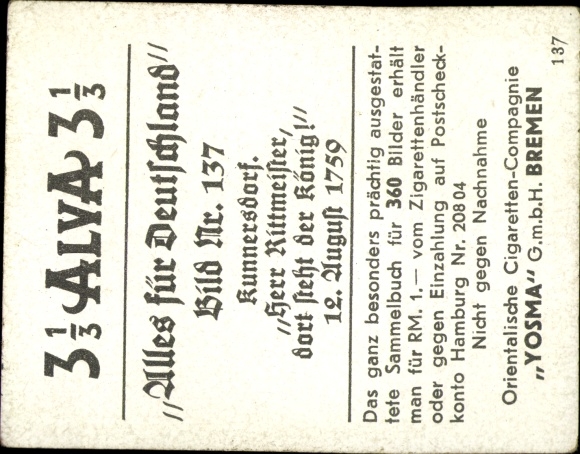 3 1/3 ALVA 3 1/3
„Alles für Deutschland“
Bild Nr. 137
Kunnersdorf.
„Herr Rittmeister,
dort steht der König!“
12. August 1759
Das ganz besonders prächtig ausgestat-
tete Sammelbuch für 360 Bilder erhält
man für RM. 1.— vom Zigarettenhändler
oder gegen Einzahlung auf Postscheck-
konto Hamburg Nr. 208 04
Nicht gegen Nachnahme
Orientalische Cigaretten-Compagnie
„YOSMA“ G.m.b.H. BREMEN
137